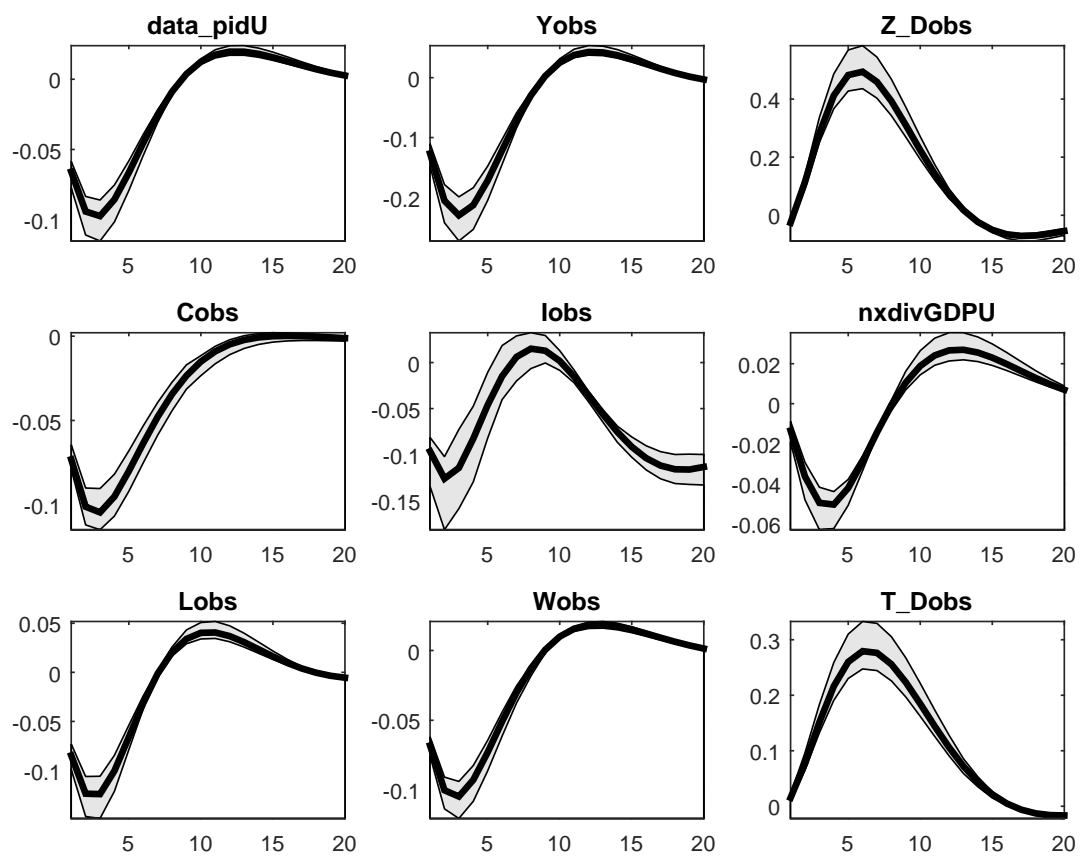 data_pidU Yobs Z_Dobs
0 0 0.4
-0.05 -0.1 0.2
-0.1 -0.2 0
5 10 15 20 5 10 15 20 5 10 15 20
Cobs Iobs nxdivGDPU
0 0 0.02
-0.05 -0.05 0.00
-0.1 -0.1 -0.02
-0.15 -0.04
-0.06
5 10 15 20 5 10 15 20 5 10 15 20
Lobs Wobs T_Dobs
0.05 0 0.3
0 -0.05 0.2
-0.05 -0.1 0.1
-0.1 0
5 10 15 20 5 10 15 20 5 10 15 20